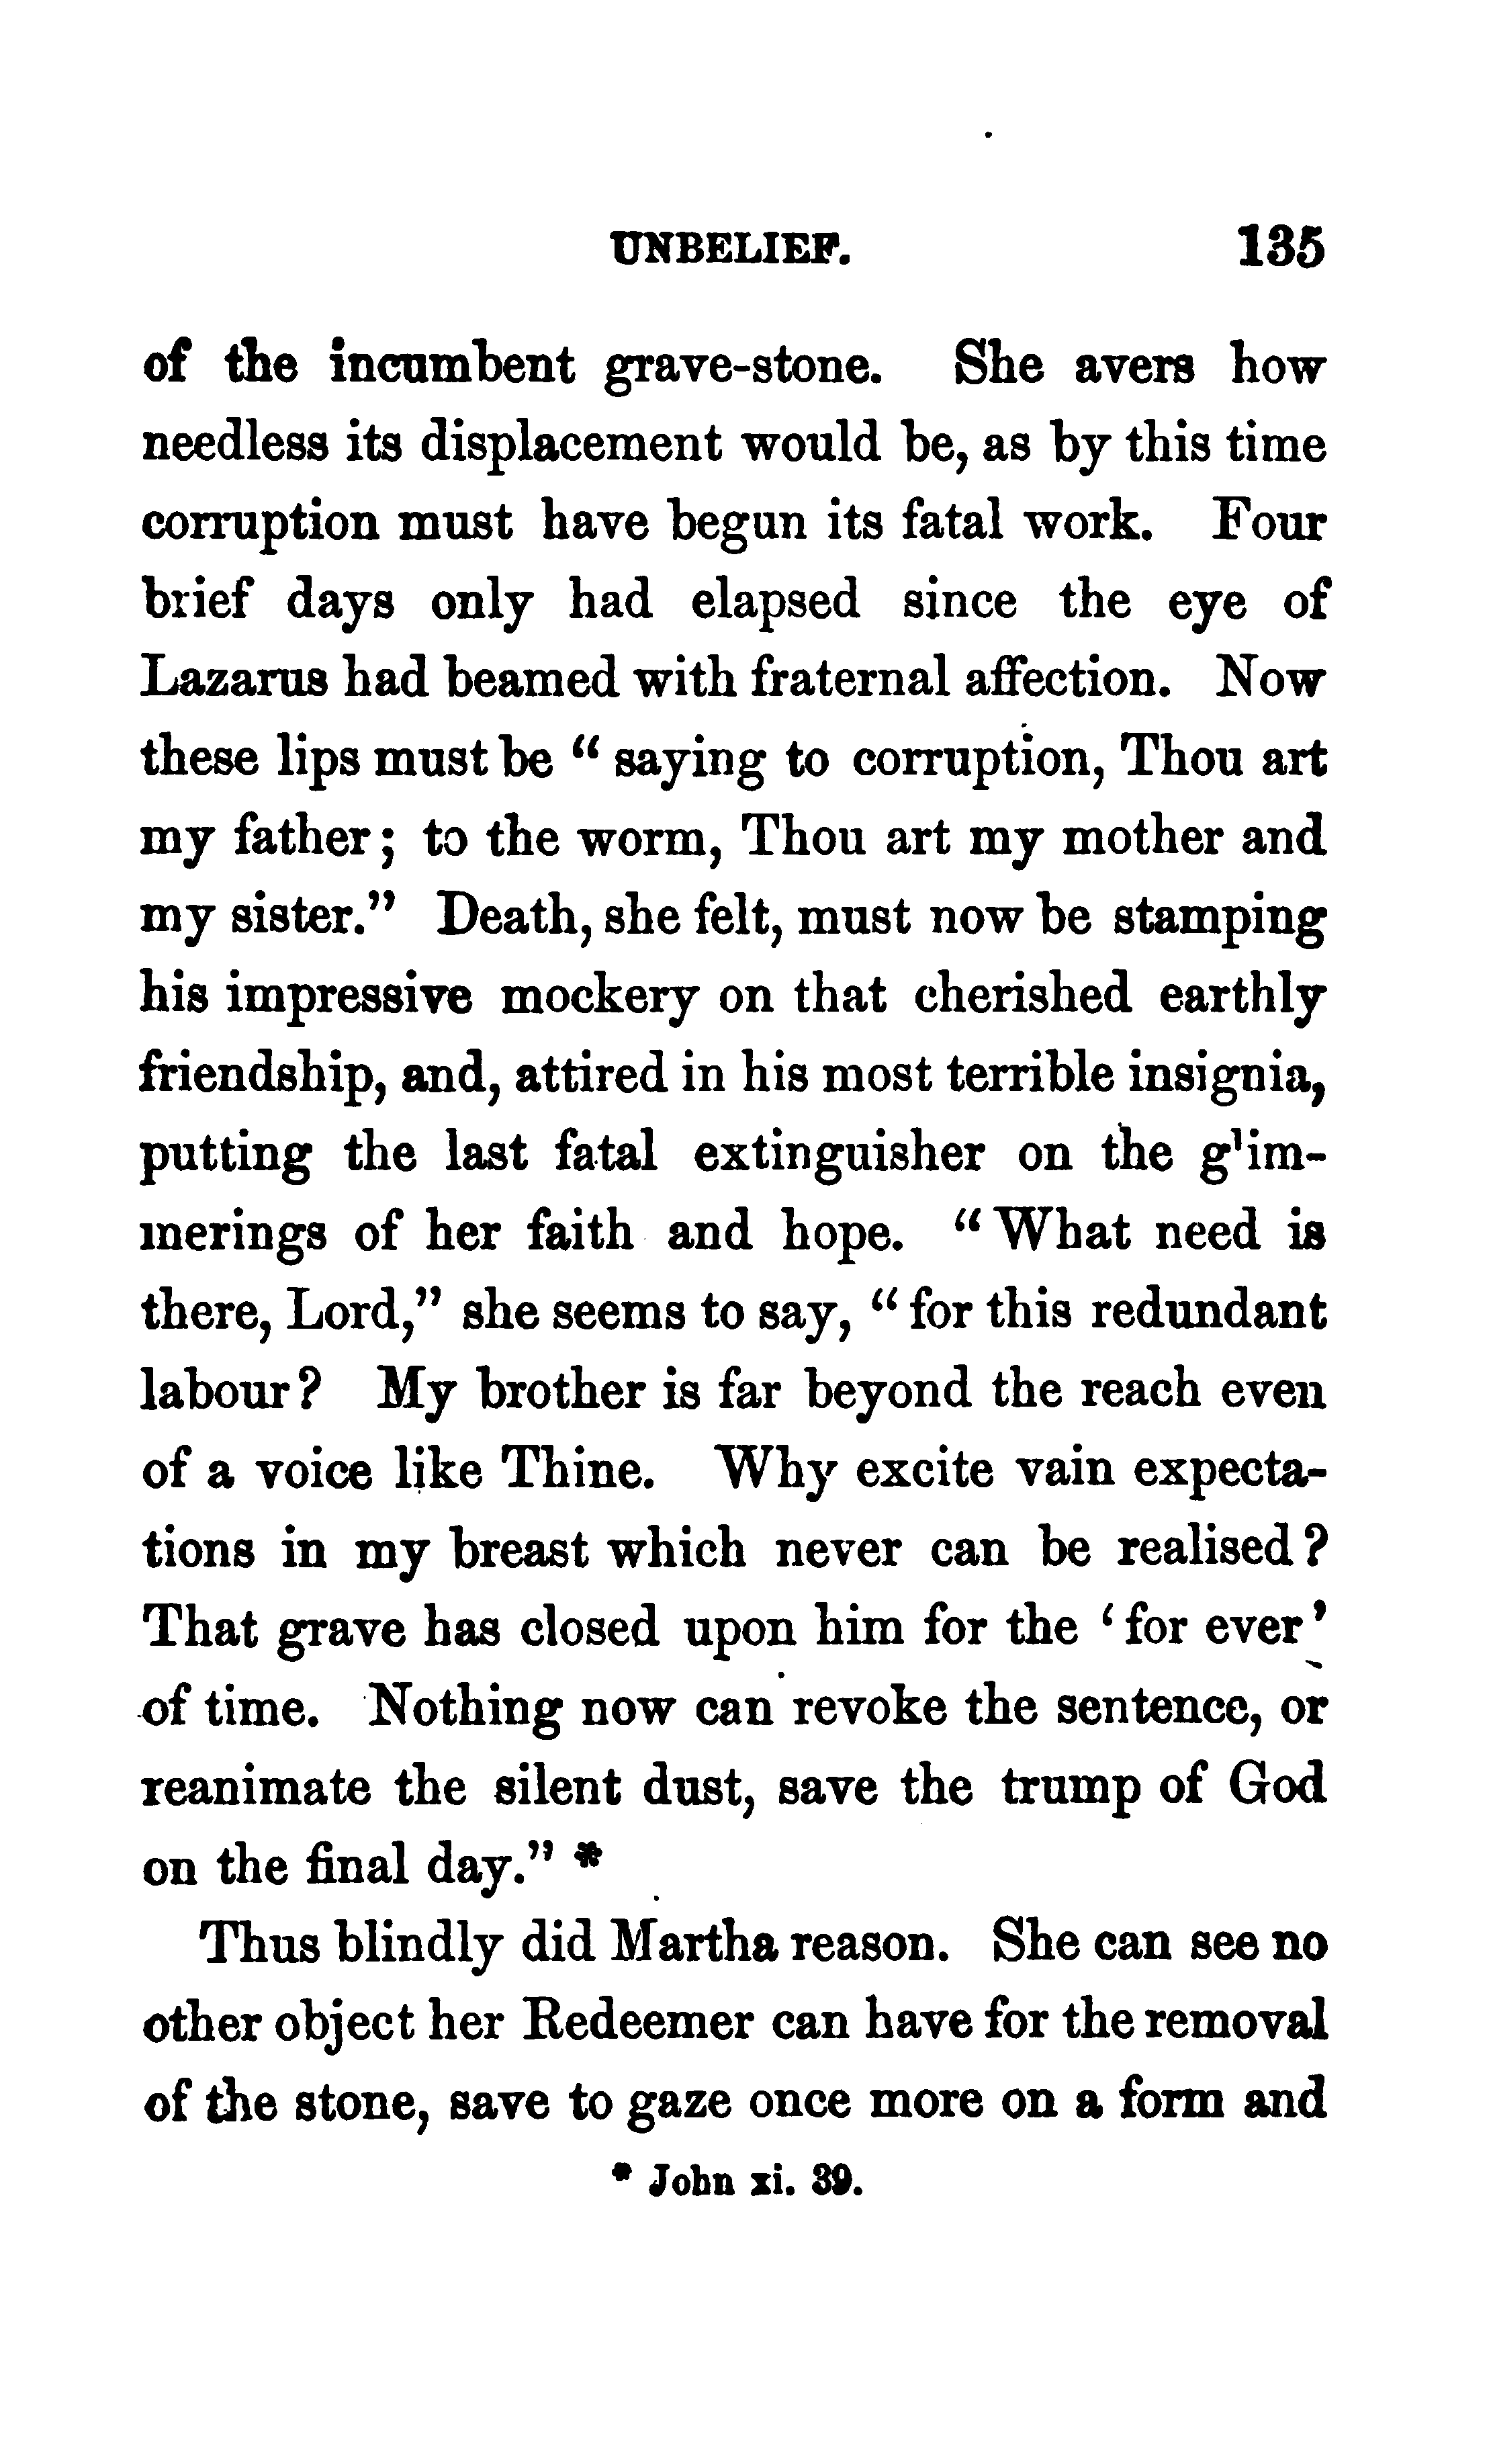 UNBELIEF. 135
of the incumbent grave-stone. She avers how
needless its displacement would be, as by this time
corruption must have begun its fatal work. Four
brief days only had elapsed since the eye of
Lazarus had beamed with fraternal affection. Now
these lips must be " saying to corruption, Thou art
my father; to the worm, Thou art my mother and
my sister." Death, she felt, must now be stamping
his impressive mockery on that cherished earthly
friendship, and, attired in his most terrible insignia,
putting the last fatal extinguisher on the glim-
merings of her faith and hope. " What need is
there, Lord," she seems to say, " for this redundant
labour? My brother is far beyond the reach even
of a voice like Thine. Why excite vain expecta-
tions in my breast which never can be realised?
That grave has closed upon him for the ' for ever'
of time. Nothing now can revoke the sentence, or
reanimate the silent dust, save the trump of God
on the final day." *
Thus blindly did Martha reason. She can see no
other object her Redeemer can have for the removal
of the stone, save to gaze once more on a form and
* John xi. 39.